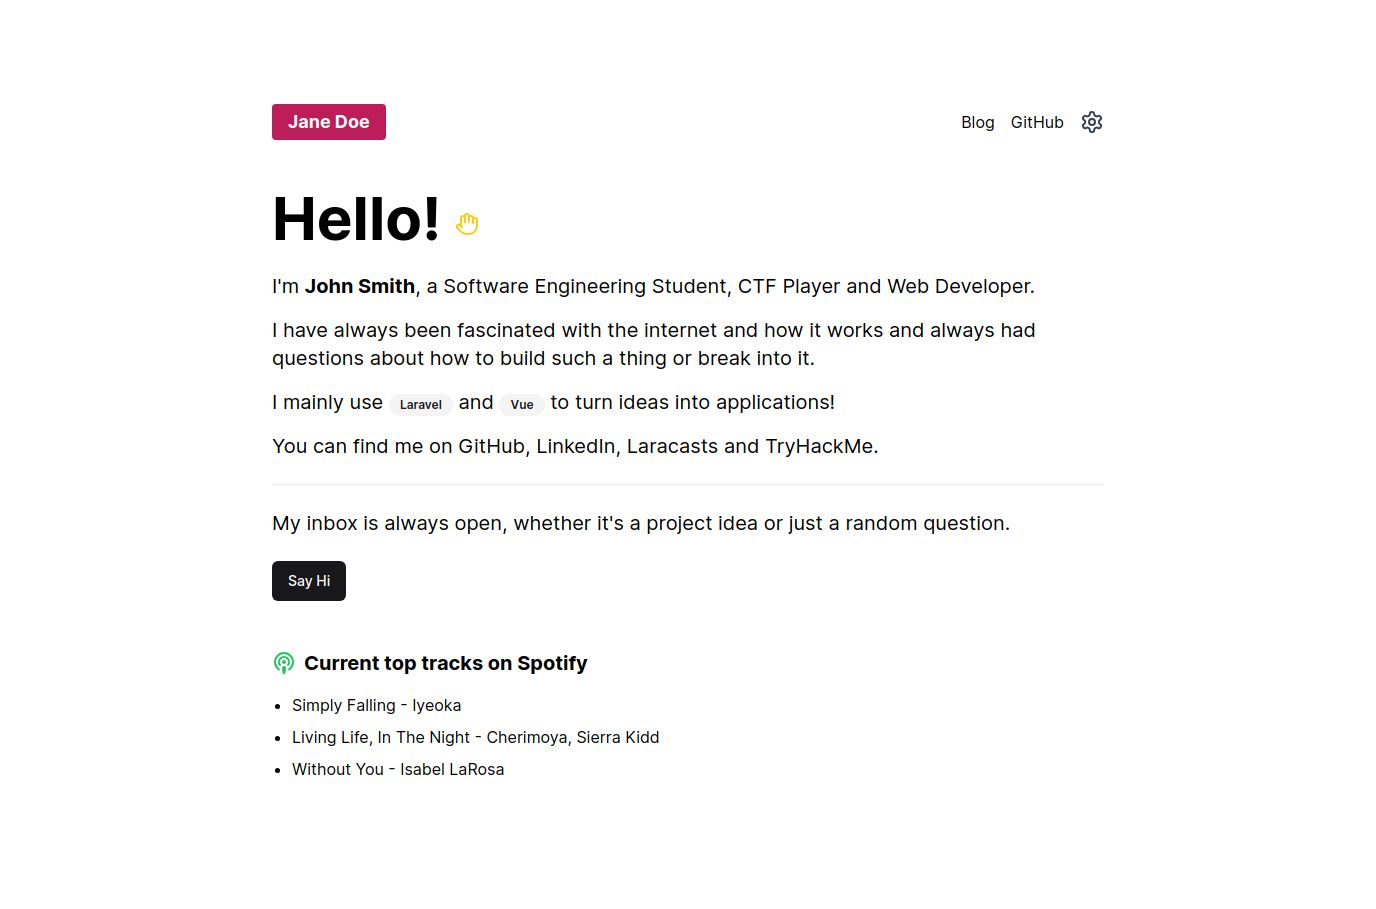 Jane Doe
Blog GitHub
Hello!
I'm John Smith, a Software Engineering Student, CTF Player and Web Developer.
I have always been fascinated with the internet and how it works and always had
questions about how to build such a thing or break into it.
I mainly use Laravel and Vue to turn ideas into applications!
You can find me on GitHub, LinkedIn, Laracasts and TryHackMe.
My inbox is always open, whether it's a project idea or just a random question.
Say Hi
Current top tracks on Spotify
• Simply Falling - Iyeoka
• Living Life, In The Night - Cherimoya, Sierra Kidd
• Without You - Isabel LaRosa